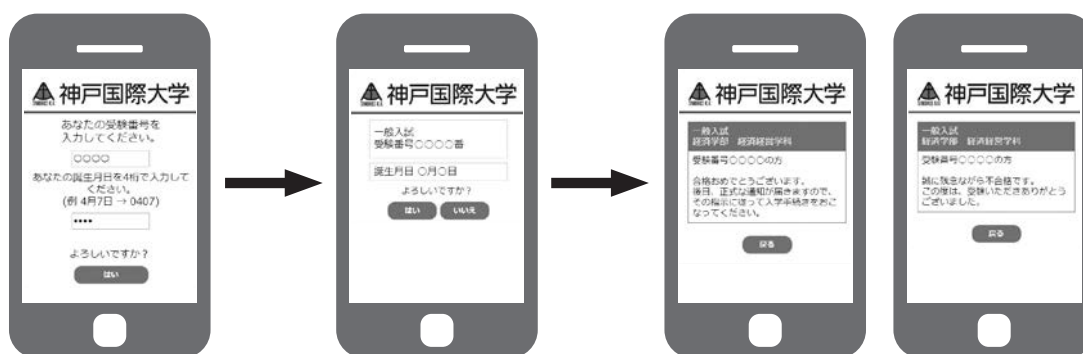 神戸国際大学
あなたの受験番号を
入力してください。
○○○○
あなたの誕生月日を4桁で入力して
ください。
(例 4月7日 → 0407)
••••
よろしいですか？
はい
神戸国際大学
一般入試
受験番号○○○○番
誕生月日 ○月○日
よろしいですか？
はい
いいえ
神戸国際大学
一般入試
経済学部 経済経営学科
受験番号○○○○の方
合格おめでとうございます。
後日、正式な通知が届きますので、
その指示に従って入学手続きをおこ
なってください。
戻る
神戸国際大学
一般入試
経済学部 経済経営学科
受験番号○○○○の方
誠に残念ながら不合格です。
この度は、受験いただきありがとう
ございました。
戻る